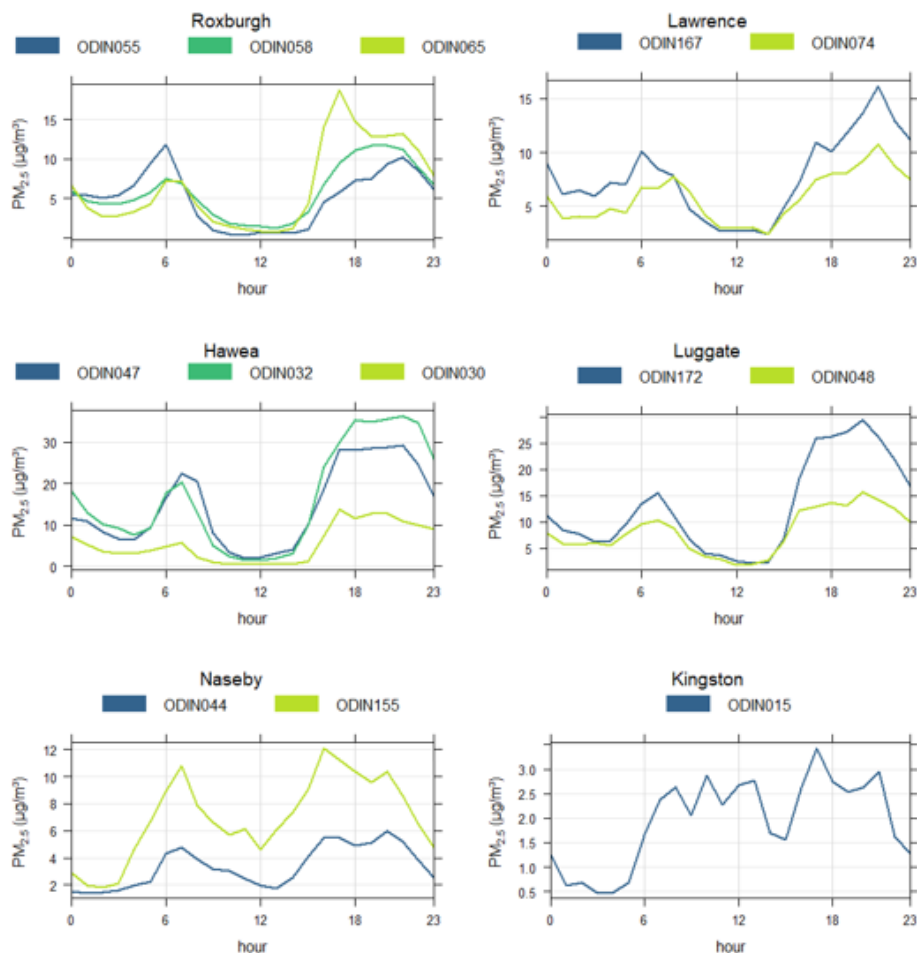 Roxburgh
ODIN055 ODIN058 ODIN065
PM2.5 (µg/m³)
15
10
5
0 6 12 18 23
hour
Lawrence
ODIN167 ODIN074
PM2.5 (µg/m³)
15
10
5
0 6 12 18 23
hour
Hawea
ODIN047 ODIN032 ODIN030
PM2.5 (µg/m³)
30
20
10
0
0 6 12 18 23
hour
Luggate
ODIN172 ODIN048
PM2.5 (µg/m³)
25
20
15
10
5
0 6 12 18 23
hour
Naseby
ODIN044 ODIN155
PM2.5 (µg/m³)
12
10
8
6
4
2
0 6 12 18 23
hour
Kingston
ODIN015
PM2.5 (µg/m³)
3.0
2.5
2.0
1.5
1.0
0.5
0 6 12 18 23
hour